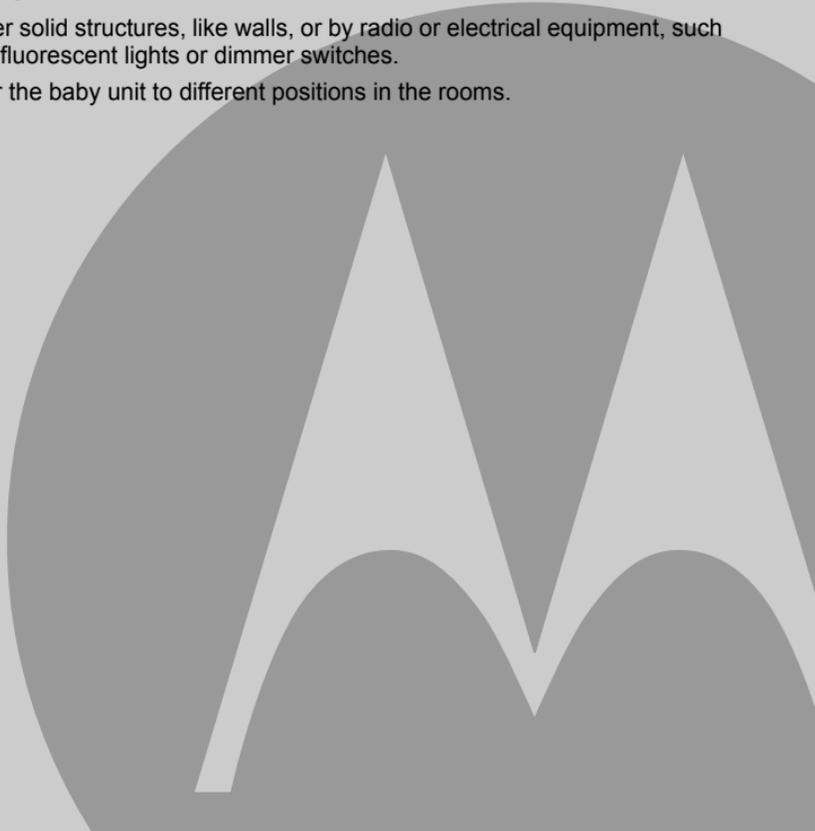 er solid structures, like walls, or by radio or electrical equipment, such
fluorescent lights or dimmer switches.
the baby unit to different positions in the rooms.